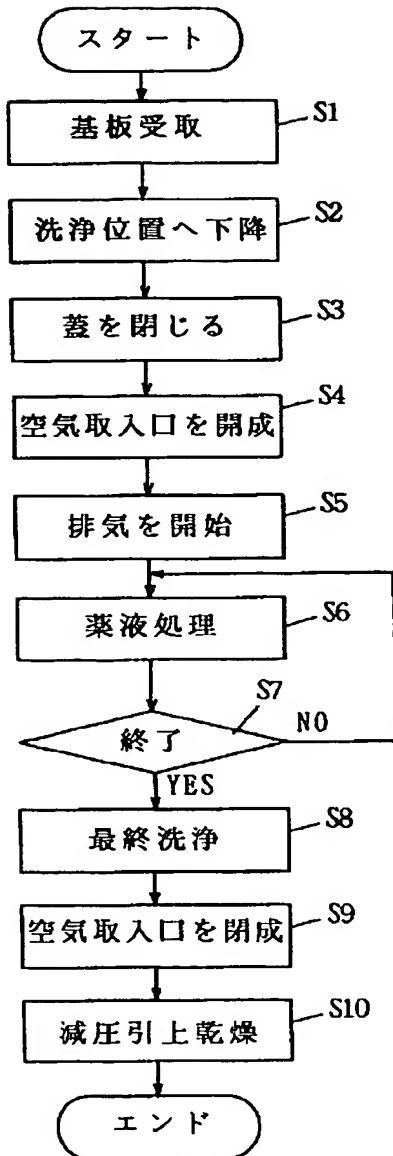 スタート
基板受取
S1
洗浄位置へ下降
S2
蓋を閉じる
S3
空気取入口を開成
S4
排気を開始
S5
薬液処理
S6
終了
S7
NO
YES
最終洗浄
S8
空気取入口を閉成
S9
減圧引上乾燥
S10
エンド